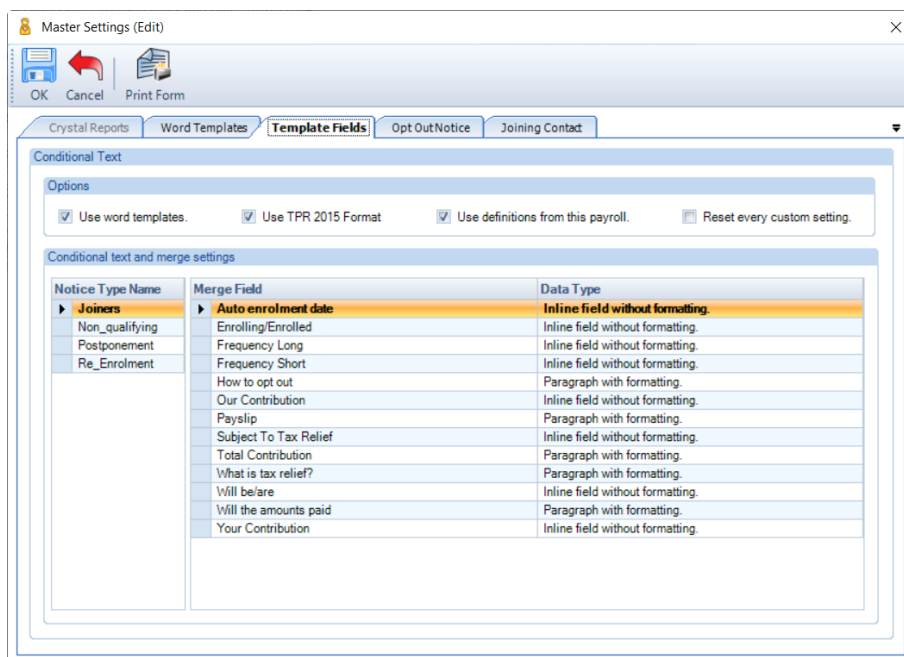 Master Settings (Edit)
OK Cancel Print Form
Crystal Reports Word Templates Template Fields Opt Out Notice Joining Contact
Conditional Text
Options
Use word templates. Use TPR 2015 Format Use definitions from this payroll. Reset every custom setting.
Conditional text and merge settings
Notice Type Name Merge Field Data Type
Joiners Auto enrolment date Inline field without formatting.
Non_qualifying Enrolling/Enrolled Inline field without formatting.
Postponement Frequency Long Inline field without formatting.
Re_Enrolment Frequency Short Inline field without formatting.
How to opt out Paragraph with formatting.
Our Contribution Inline field without formatting.
Payslip Paragraph with formatting.
Subject To Tax Relief Inline field without formatting.
Total Contribution Paragraph with formatting.
What is tax relief? Paragraph with formatting.
Will be/are Inline field without formatting.
Will the amounts paid Paragraph with formatting.
Your Contribution Inline field without formatting.